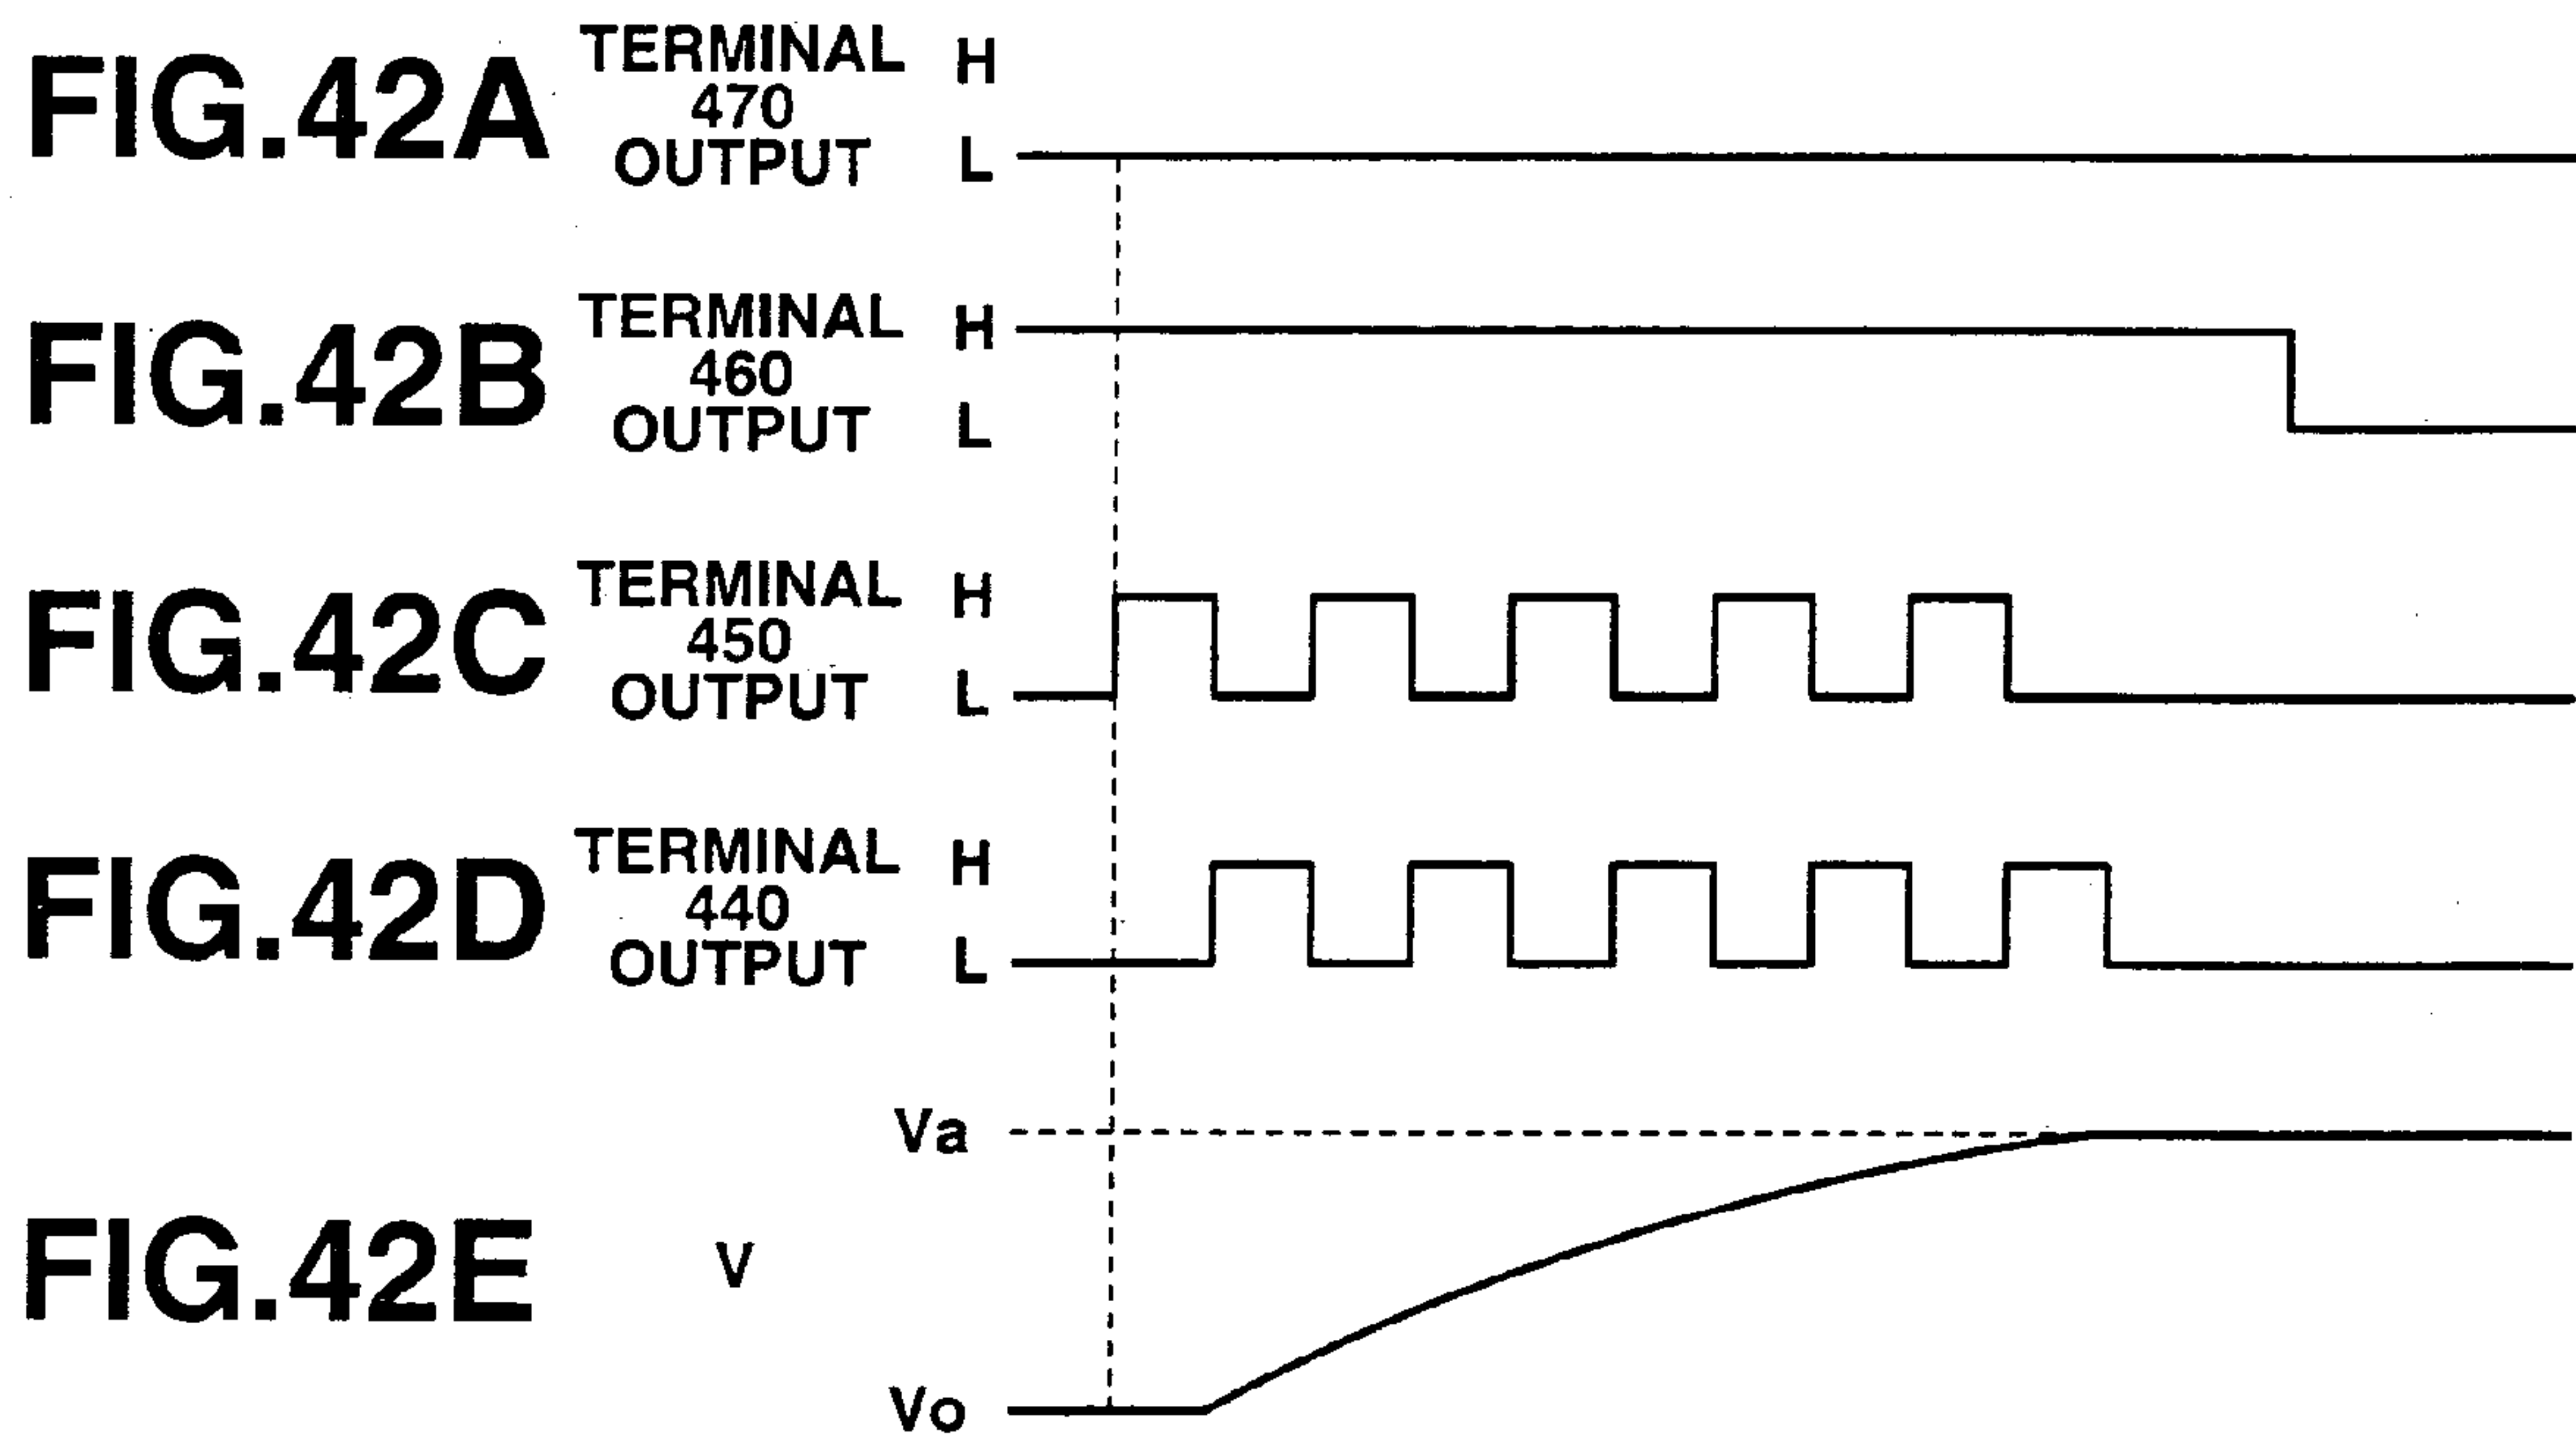 FIG.42A
TERMINAL
470
OUTPUT
H
L
FIG.42B
TERMINAL
460
OUTPUT
H
L
FIG.42C
TERMINAL
450
OUTPUT
H
L
FIG.42D
TERMINAL
440
OUTPUT
H
L
FIG.42E
V
Va
Vo